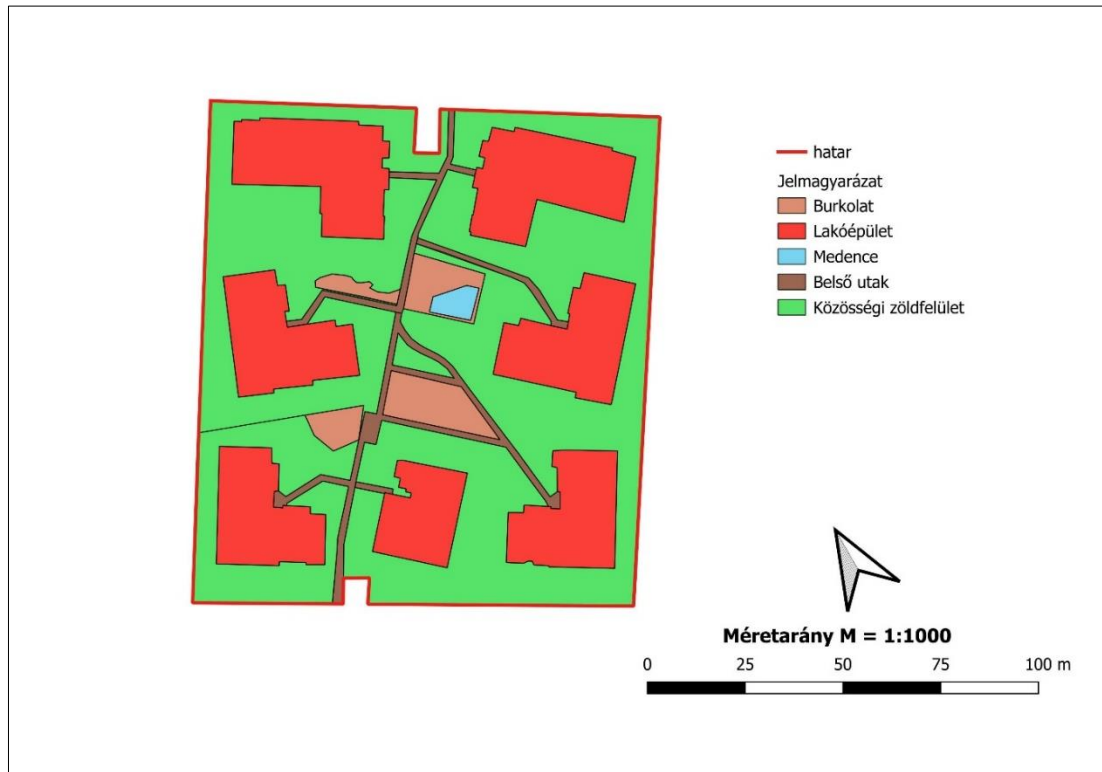 hatar
Jelmagyarázat
Burkolat
Lakóépület
Medence
Belső utak
Közösségi zöldfelület
Méretarány M = 1:1000
0 25 50 75 100 m